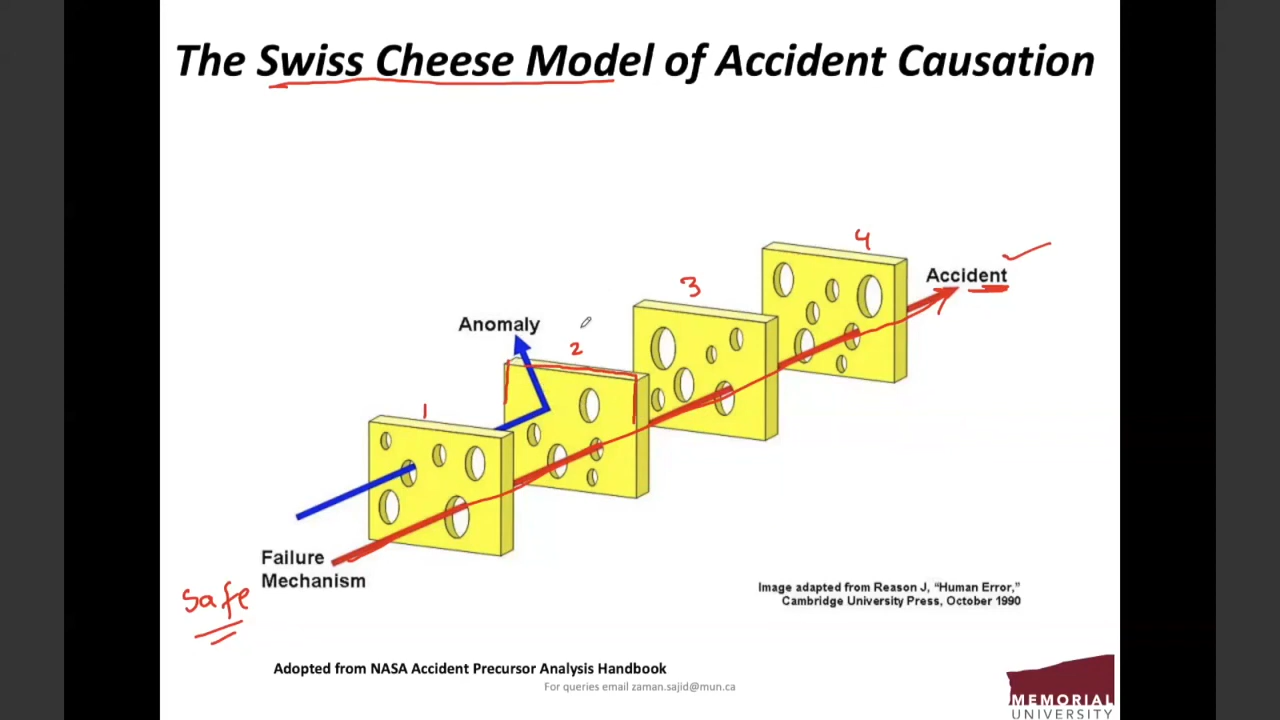 The Swiss Cheese Model of Accident Causation
4
Accident
3
Anomaly
2
1
Failure
Mechanism
Safe
Image adapted from Reason J, “Human Error,”
Cambridge University Press, October 1990
Adopted from NASA Accident Precursor Analysis Handbook
For queries email zaman.sajid@mun.ca
MEMORIAL
UNIVERSITY